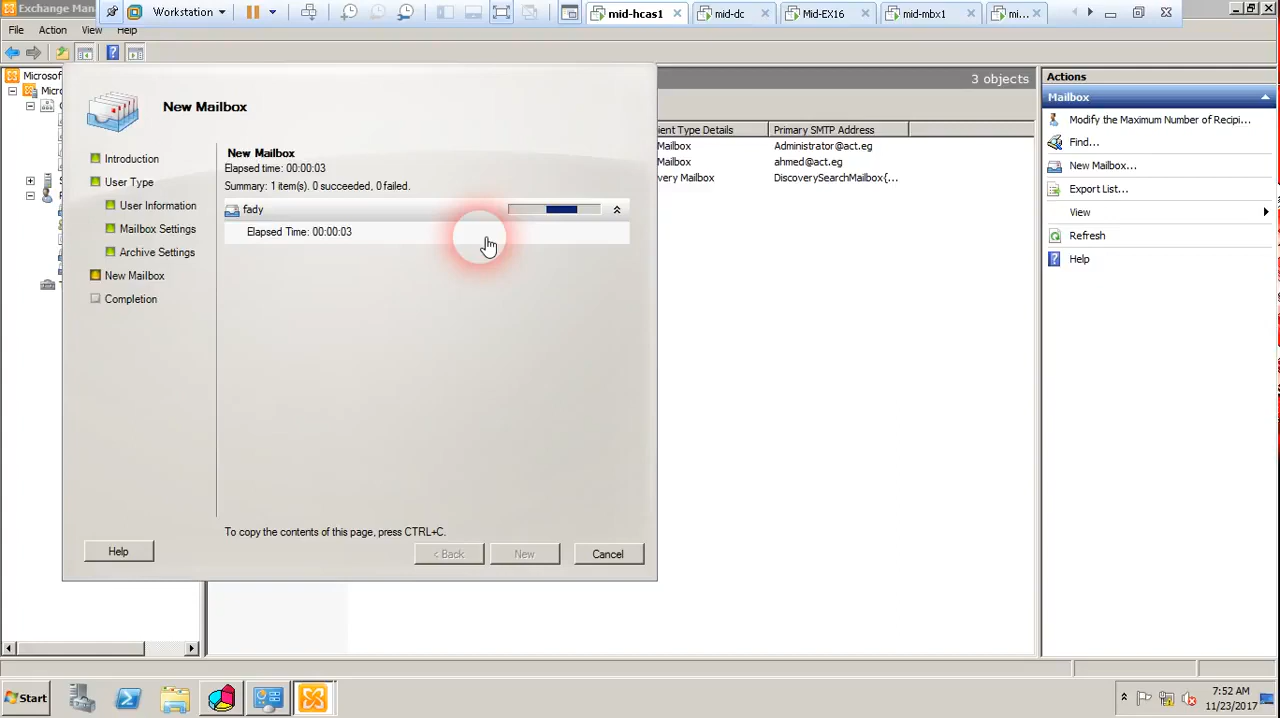 Exchange Mana
Workstation
mid-hcas1
mid-dc
Mid-EX16
mid-mbx1
mi...
File
Action
View
Help
Microsof
Micr
New Mailbox
Introduction
User Type
User Information
Mailbox Settings
Archive Settings
New Mailbox
Completion
New Mailbox
Elapsed time: 00:00:03
Summary: 1 item(s). 0 succeeded, 0 failed.
fady
Elapsed Time: 00:00:03
To copy the contents of this page, press CTRL+C.
Help
< Back
New
Cancel
3 objects
ient Type Details
Primary SMTP Address
Mailbox
Administrator@act.eg
Mailbox
ahmed@act.eg
very Mailbox
DiscoverySearchMailbox{...
Actions
Mailbox
Modify the Maximum Number of Recipi...
Find...
New Mailbox...
Export List...
View
Refresh
Help
Start
7:52 AM
11/23/2017